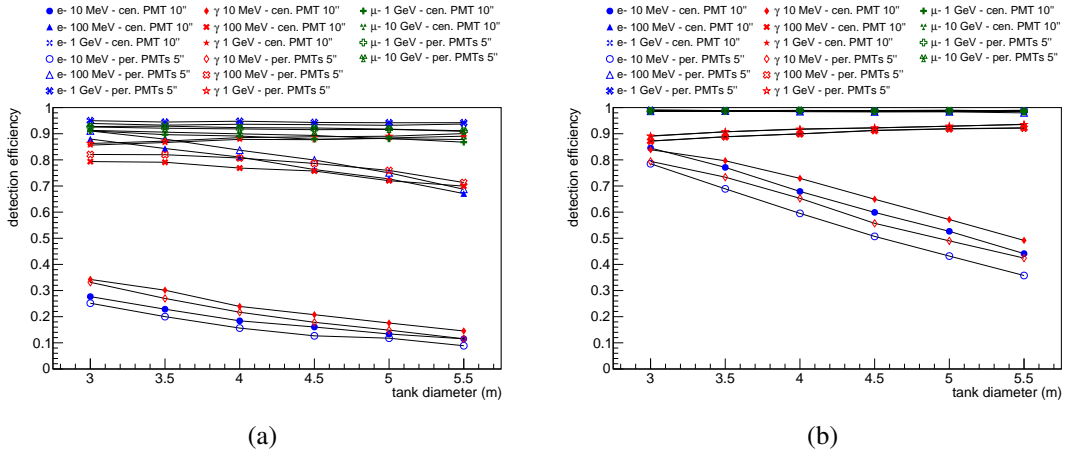 e- 10 MeV - cen. PMT 10" γ 10 MeV - cen. PMT 10" μ- 1 GeV - cen. PMT 10"
e- 100 MeV - cen. PMT 10" γ 100 MeV - cen. PMT 10" μ- 10 GeV - cen. PMT 10"
e- 1 GeV - cen. PMT 10" γ 1 GeV - cen. PMT 10" μ- 1 GeV - per. PMTs 5"
e- 10 MeV - per. PMTs 5" γ 10 MeV - per. PMTs 5" μ- 10 GeV - per. PMTs 5"
e- 100 MeV - per. PMTs 5" γ 100 MeV - per. PMTs 5"
e- 1 GeV - per. PMTs 5" γ 1 GeV - per. PMTs 5"
detection efficiency
1
0.9
0.8
0.7
0.6
0.5
0.4
0.3
0.2
0.1
0
3 3.5 4 4.5 5 5.5
tank diameter (m)
(a)
e- 10 MeV - cen. PMT 10" γ 10 MeV - cen. PMT 10" μ- 1 GeV - cen. PMT 10"
e- 100 MeV - cen. PMT 10" γ 100 MeV - cen. PMT 10" μ- 10 GeV - cen. PMT 10"
e- 1 GeV - cen. PMT 10" γ 1 GeV - cen. PMT 10" μ- 1 GeV - per. PMTs 5"
e- 10 MeV - per. PMTs 5" γ 10 MeV - per. PMTs 5" μ- 10 GeV - per. PMTs 5"
e- 100 MeV - per. PMTs 5" γ 100 MeV - per. PMTs 5"
e- 1 GeV - per. PMTs 5" γ 1 GeV - per. PMTs 5"
detection efficiency
1
0.9
0.8
0.7
0.6
0.5
0.4
0.3
0.2
0.1
0
3 3.5 4 4.5 5 5.5
tank diameter (m)
(b)